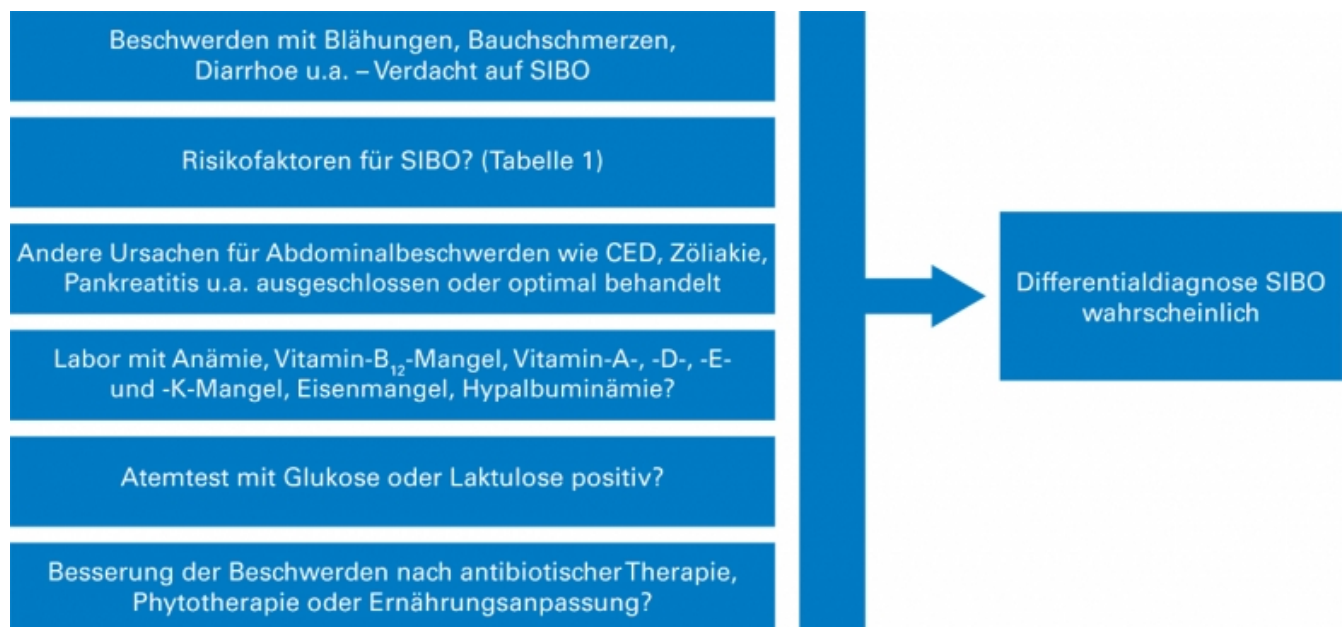 Beschwerden mit Blähungen, Bauchschmerzen,
Diarrhoe u.a. – Verdacht auf SIBO
Risikofaktoren für SIBO? (Tabelle 1)
Andere Ursachen für Abdominalbeschwerden wie CED, Zöliakie,
Pankreatitis u.a. ausgeschlossen oder optimal behandelt
Labor mit Anämie, Vitamin-B₁₂-Mangel, Vitamin-A-, -D-, -E-
und -K-Mangel, Eisenmangel, Hypalbuminämie?
Atemtest mit Glukose oder Laktulose positiv?
Besserung der Beschwerden nach antibiotischer Therapie,
Phytotherapie oder Ernährungsanpassung?
Differentialdiagnose SIBO
wahrscheinlich